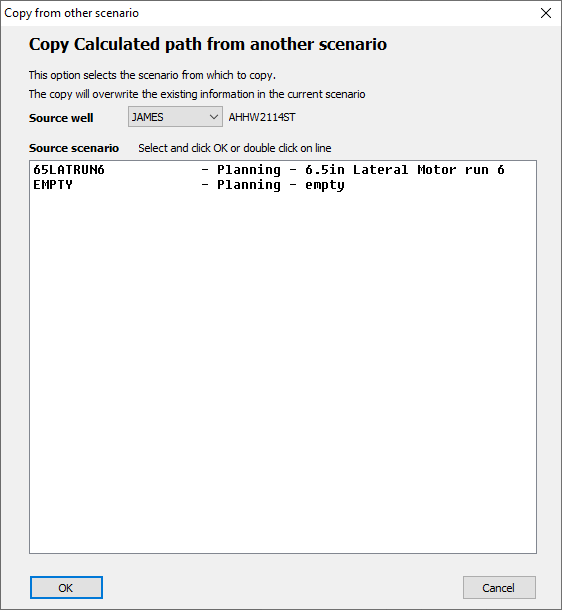 Copy from other scenario
Copy Calculated path from another scenario
This option selects the scenario from which to copy.
The copy will overwrite the existing information in the current scenario
Source well JAMES AHHW2114ST
Source scenario Select and click OK or double click on line
65LATRUN6 - Planning - 6.5in Lateral Motor run 6
EMPTY - Planning - empty
OK Cancel